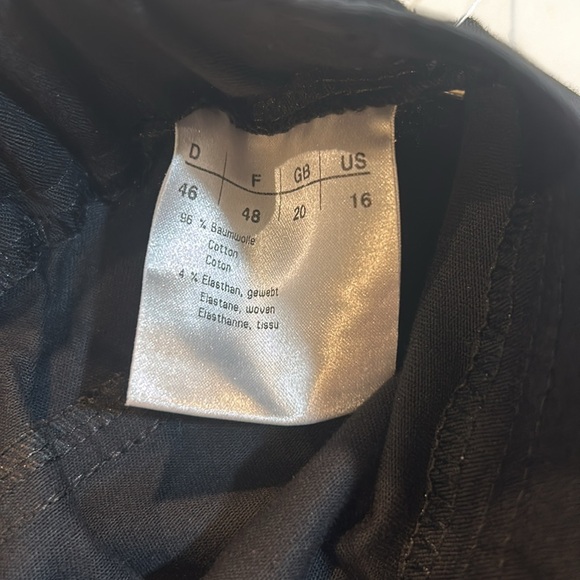 D F GB US
46 48 20 16
96 % Baumwolle
Cotton
Coton
4 % Elasthan, gewebt
Elastane, woven
Elasthanne, tissu